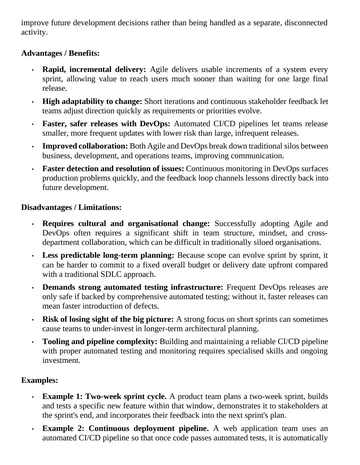 improve future development decisions rather than being handled as a separate, disconnected
activity.
Advantages / Benefits:
• Rapid, incremental delivery: Agile delivers usable increments of a system every
sprint, allowing value to reach users much sooner than waiting for one large final
release.
• High adaptability to change: Short iterations and continuous stakeholder feedback let
teams adjust direction quickly as requirements or priorities evolve.
• Faster, safer releases with DevOps: Automated CI/CD pipelines let teams release
smaller, more frequent updates with lower risk than large, infrequent releases.
• Improved collaboration: Both Agile and DevOps break down traditional silos between
business, development, and operations teams, improving communication.
• Faster detection and resolution of issues: Continuous monitoring in DevOps surfaces
production problems quickly, and the feedback loop channels lessons directly back into
future development.
Disadvantages / Limitations:
• Requires cultural and organisational change: Successfully adopting Agile and
DevOps often requires a significant shift in team structure, mindset, and cross-
department collaboration, which can be difficult in traditionally siloed organisations.
• Less predictable long-term planning: Because scope can evolve sprint by sprint, it
can be harder to commit to a fixed overall budget or delivery date upfront compared
with a traditional SDLC approach.
• Demands strong automated testing infrastructure: Frequent DevOps releases are
only safe if backed by comprehensive automated testing; without it, faster releases can
mean faster introduction of defects.
• Risk of losing sight of the big picture: A strong focus on short sprints can sometimes
cause teams to under-invest in longer-term architectural planning.
• Tooling and pipeline complexity: Building and maintaining a reliable CI/CD pipeline
with proper automated testing and monitoring requires specialised skills and ongoing
investment.
Examples:
• Example 1: Two-week sprint cycle. A product team plans a two-week sprint, builds
and tests a specific new feature within that window, demonstrates it to stakeholders at
the sprint's end, and incorporates their feedback into the next sprint's plan.
• Example 2: Continuous deployment pipeline. A web application team uses an
automated CI/CD pipeline so that once code passes automated tests, it is automatically